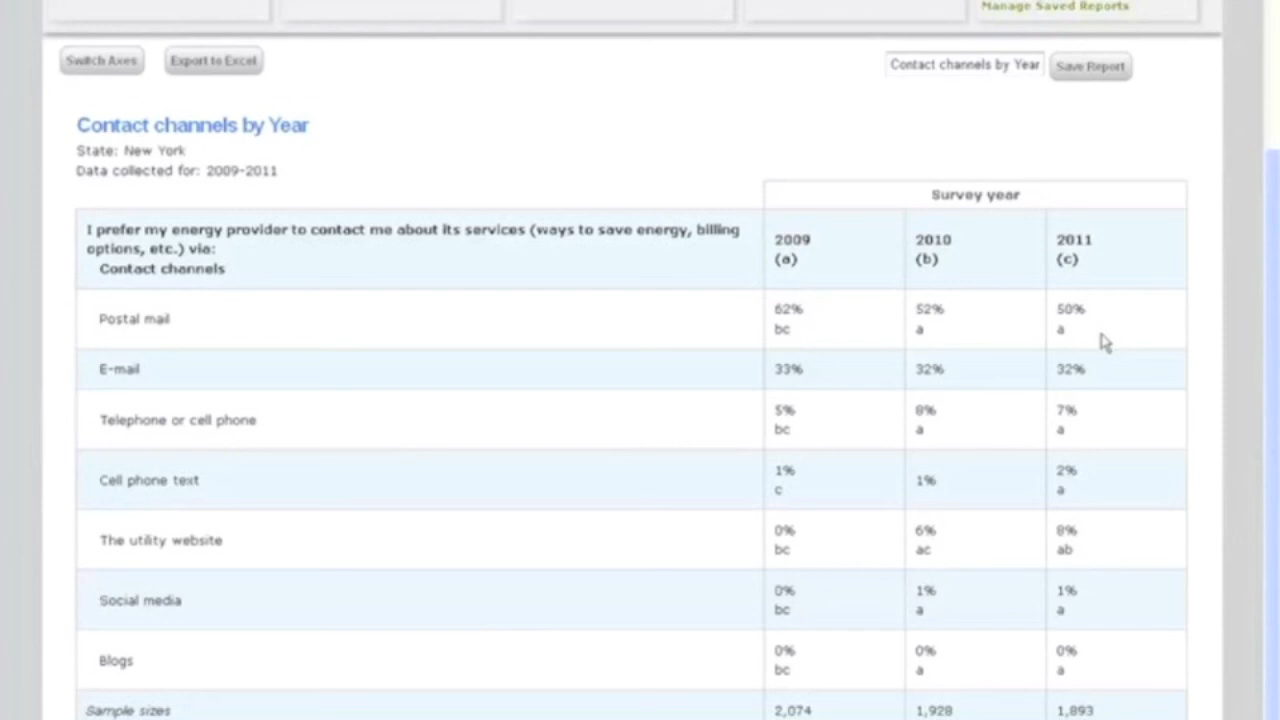 Manage Saved Reports
Switch Axes Export to Excel Contact channels by Year Save Report
Contact channels by Year
State: New York
Data collected for: 2009-2011
Survey year
I prefer my energy provider to contact me about its services (ways to save energy, billing
options, etc.) via:
Contact channels
2009 2010 2011
(a) (b) (c)
Postal mail
62% 52% 50%
bc a a
E-mail 33% 32% 32%
Telephone or cell phone
5% 8% 7%
bc a a
Cell phone text
1% 1% 2%
c a
The utility website
0% 6% 8%
bc ac ab
Social media
0% 1% 1%
bc a a
Blogs
0% 0% 0%
bc a a
Sample sizes 2,074 1,928 1,893